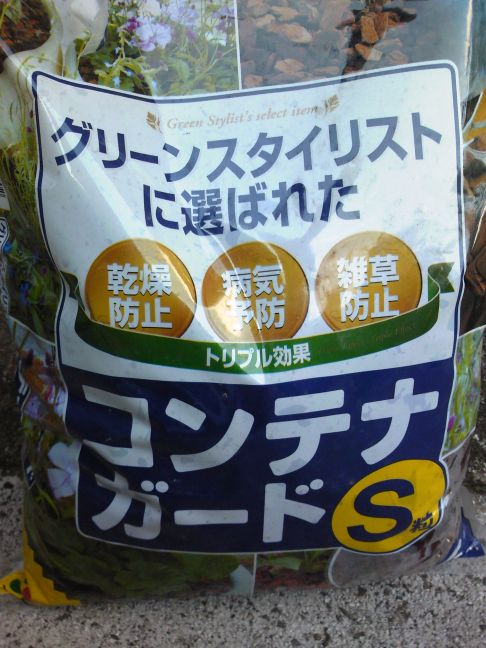 Green Stylist's select item
グリーンスタイリスト
に選ばれた
乾燥
防止
病気
予防
雑草
防止
トリプル効果
コンテナ
ガード
S粒